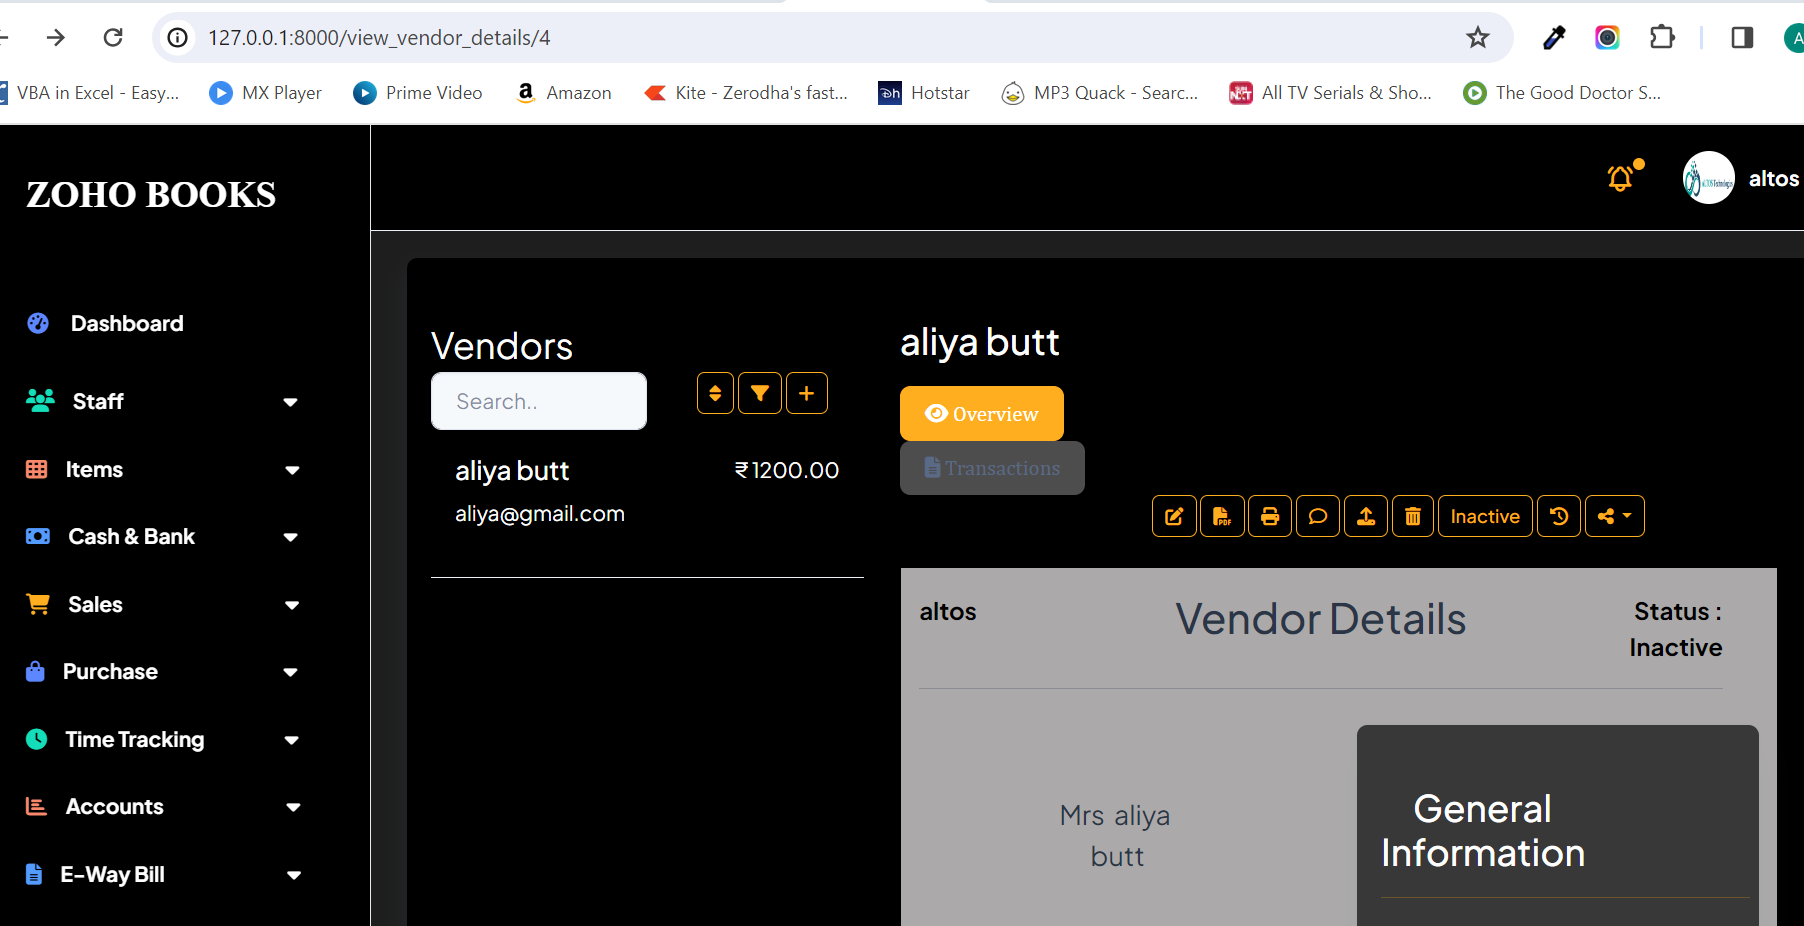 127.0.0.1:8000/view_vendor_details/4
A
VBA in Excel - Easy...
MX Player
Prime Video
Amazon
Kite - Zerodha's fast...
Hotstar
MP3 Quack - Searc...
All TV Serials & Sho...
The Good Doctor S...
ZOHO BOOKS
altos
Dashboard
Staff
Items
Cash & Bank
Sales
Purchase
Time Tracking
Accounts
E-Way Bill
Vendors
Search..
aliya butt
₹1200.00
aliya@gmail.com
aliya butt
Overview
Transactions
PDF
Inactive
altos
Vendor Details
Status :
Inactive
Mrs aliya
butt
General
Information